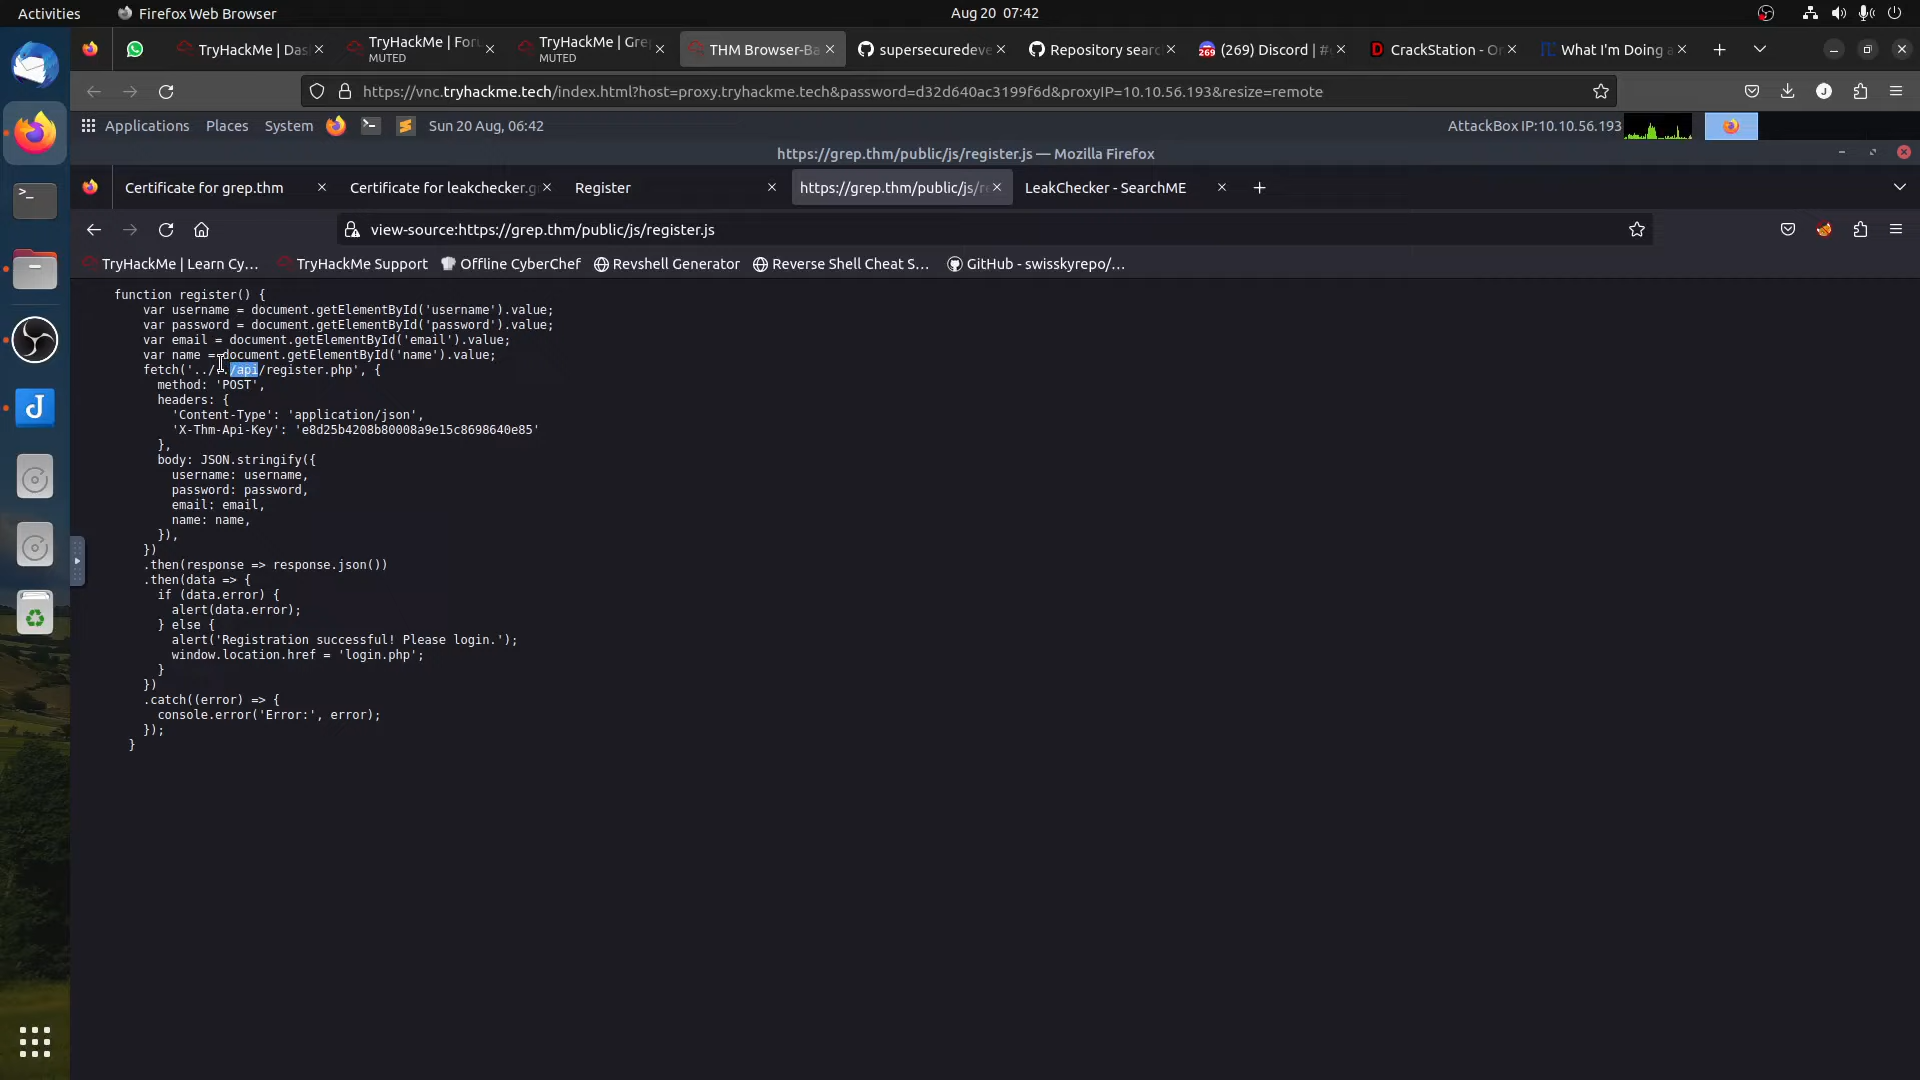 Activities
Firefox Web Browser
Aug 20 07:42
TryHackMe | Das
TryHackMe | Foru
MUTED
TryHackMe | Gre
MUTED
THM Browser-Ba
supersecuredeve
Repository searc
(269) Discord | #
CrackStation - O
What I'm Doing a
https://vnc.tryhackme.tech/index.html?host=proxy.tryhackme.tech&password=d32d640ac3199f6d&proxyIP=10.10.56.193&resize=remote
Applications
Places
System
Sun 20 Aug, 06:42
AttackBox IP:10.10.56.193
https://grep.thm/public/js/register.js — Mozilla Firefox
Certificate for grep.thm
Certificate for leakchecker.g
Register
https://grep.thm/public/js/r
LeakChecker - SearchME
view-source:https://grep.thm/public/js/register.js
TryHackMe | Learn Cy...
TryHackMe Support
Offline CyberChef
Revshell Generator
Reverse Shell Cheat S...
GitHub - swisskyrepo/...
function register() {
var username = document.getElementById('username').value;
var password = document.getElementById('password').value;
var email = document.getElementById('email').value;
var name = document.getElementById('name').value;
fetch('../../api/register.php', {
method: 'POST',
headers: {
'Content-Type': 'application/json',
'X-Thm-Api-Key': 'e8d25b4208b80008a9e15c8698640e85'
},
body: JSON.stringify({
username: username,
password: password,
email: email,
name: name,
}),
})
.then(response => response.json())
.then(data => {
if (data.error) {
alert(data.error);
} else {
alert('Registration successful! Please login.');
window.location.href = 'login.php';
}
})
.catch((error) => {
console.error('Error:', error);
});
}